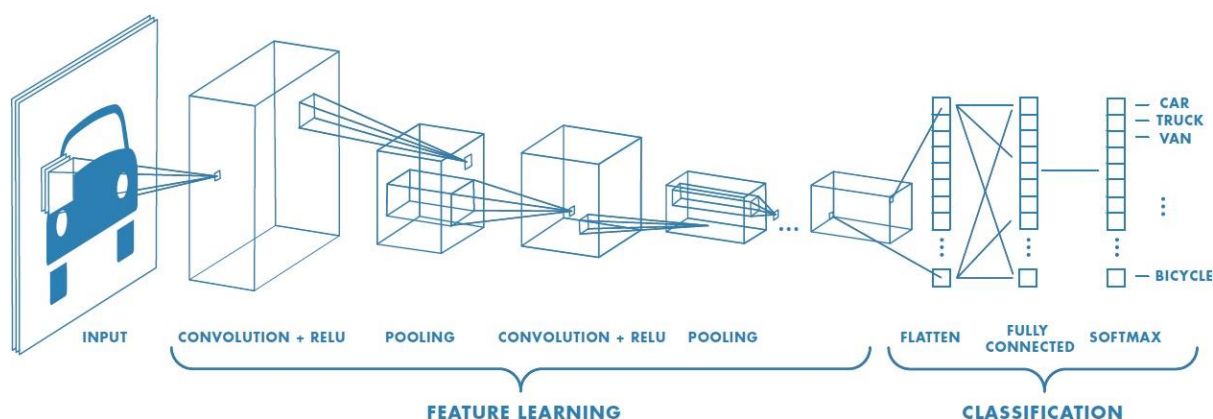 CAR
TRUCK
VAN
BICYCLE
INPUT
CONVOLUTION + RELU
POOLING
CONVOLUTION + RELU
POOLING
FLATTEN
FULLY
CONNECTED
SOFTMAX
FEATURE LEARNING
CLASSIFICATION